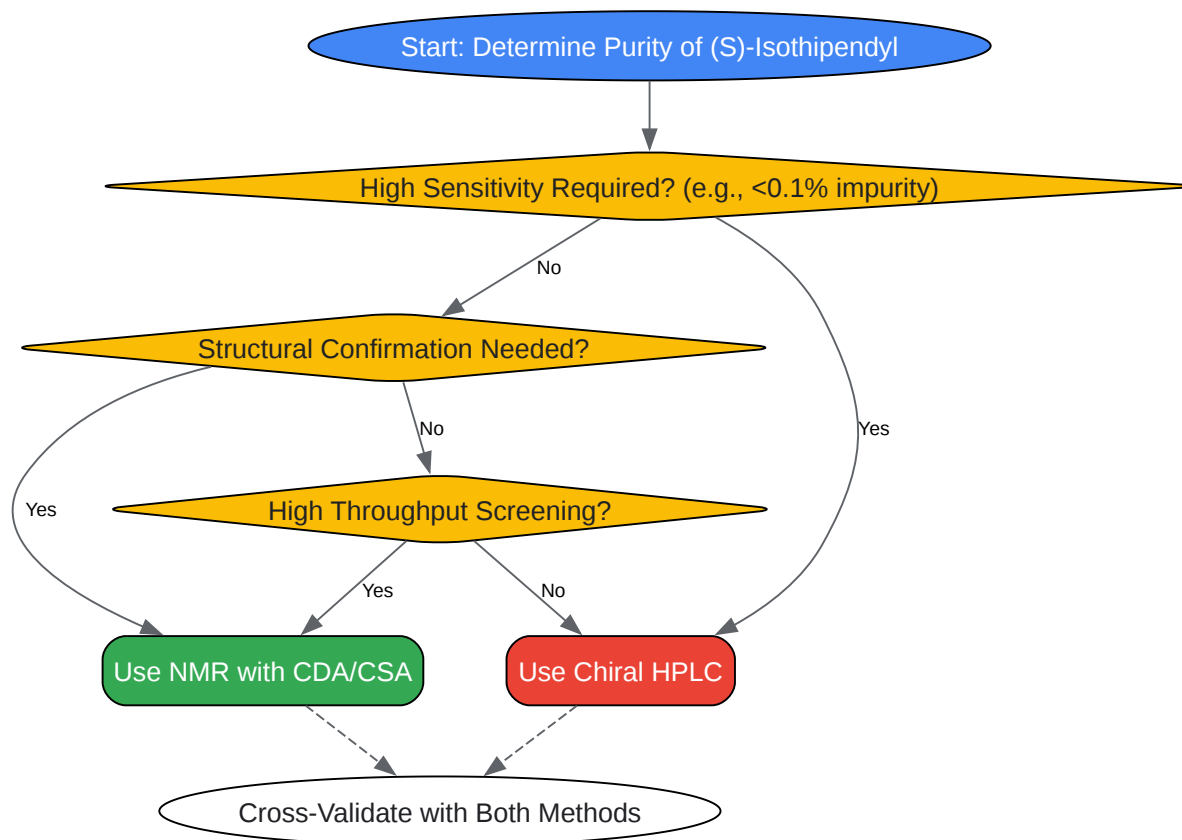 Start: Determine Purity of (S)-Isothipendyl
High Sensitivity Required? (e.g., <0.1% impurity)
No
Structural Confirmation Needed?
No
Yes
Yes
High Throughput Screening?
Yes
No
Use NMR with CDA/CSA
Use Chiral HPLC
Cross-Validate with Both Methods